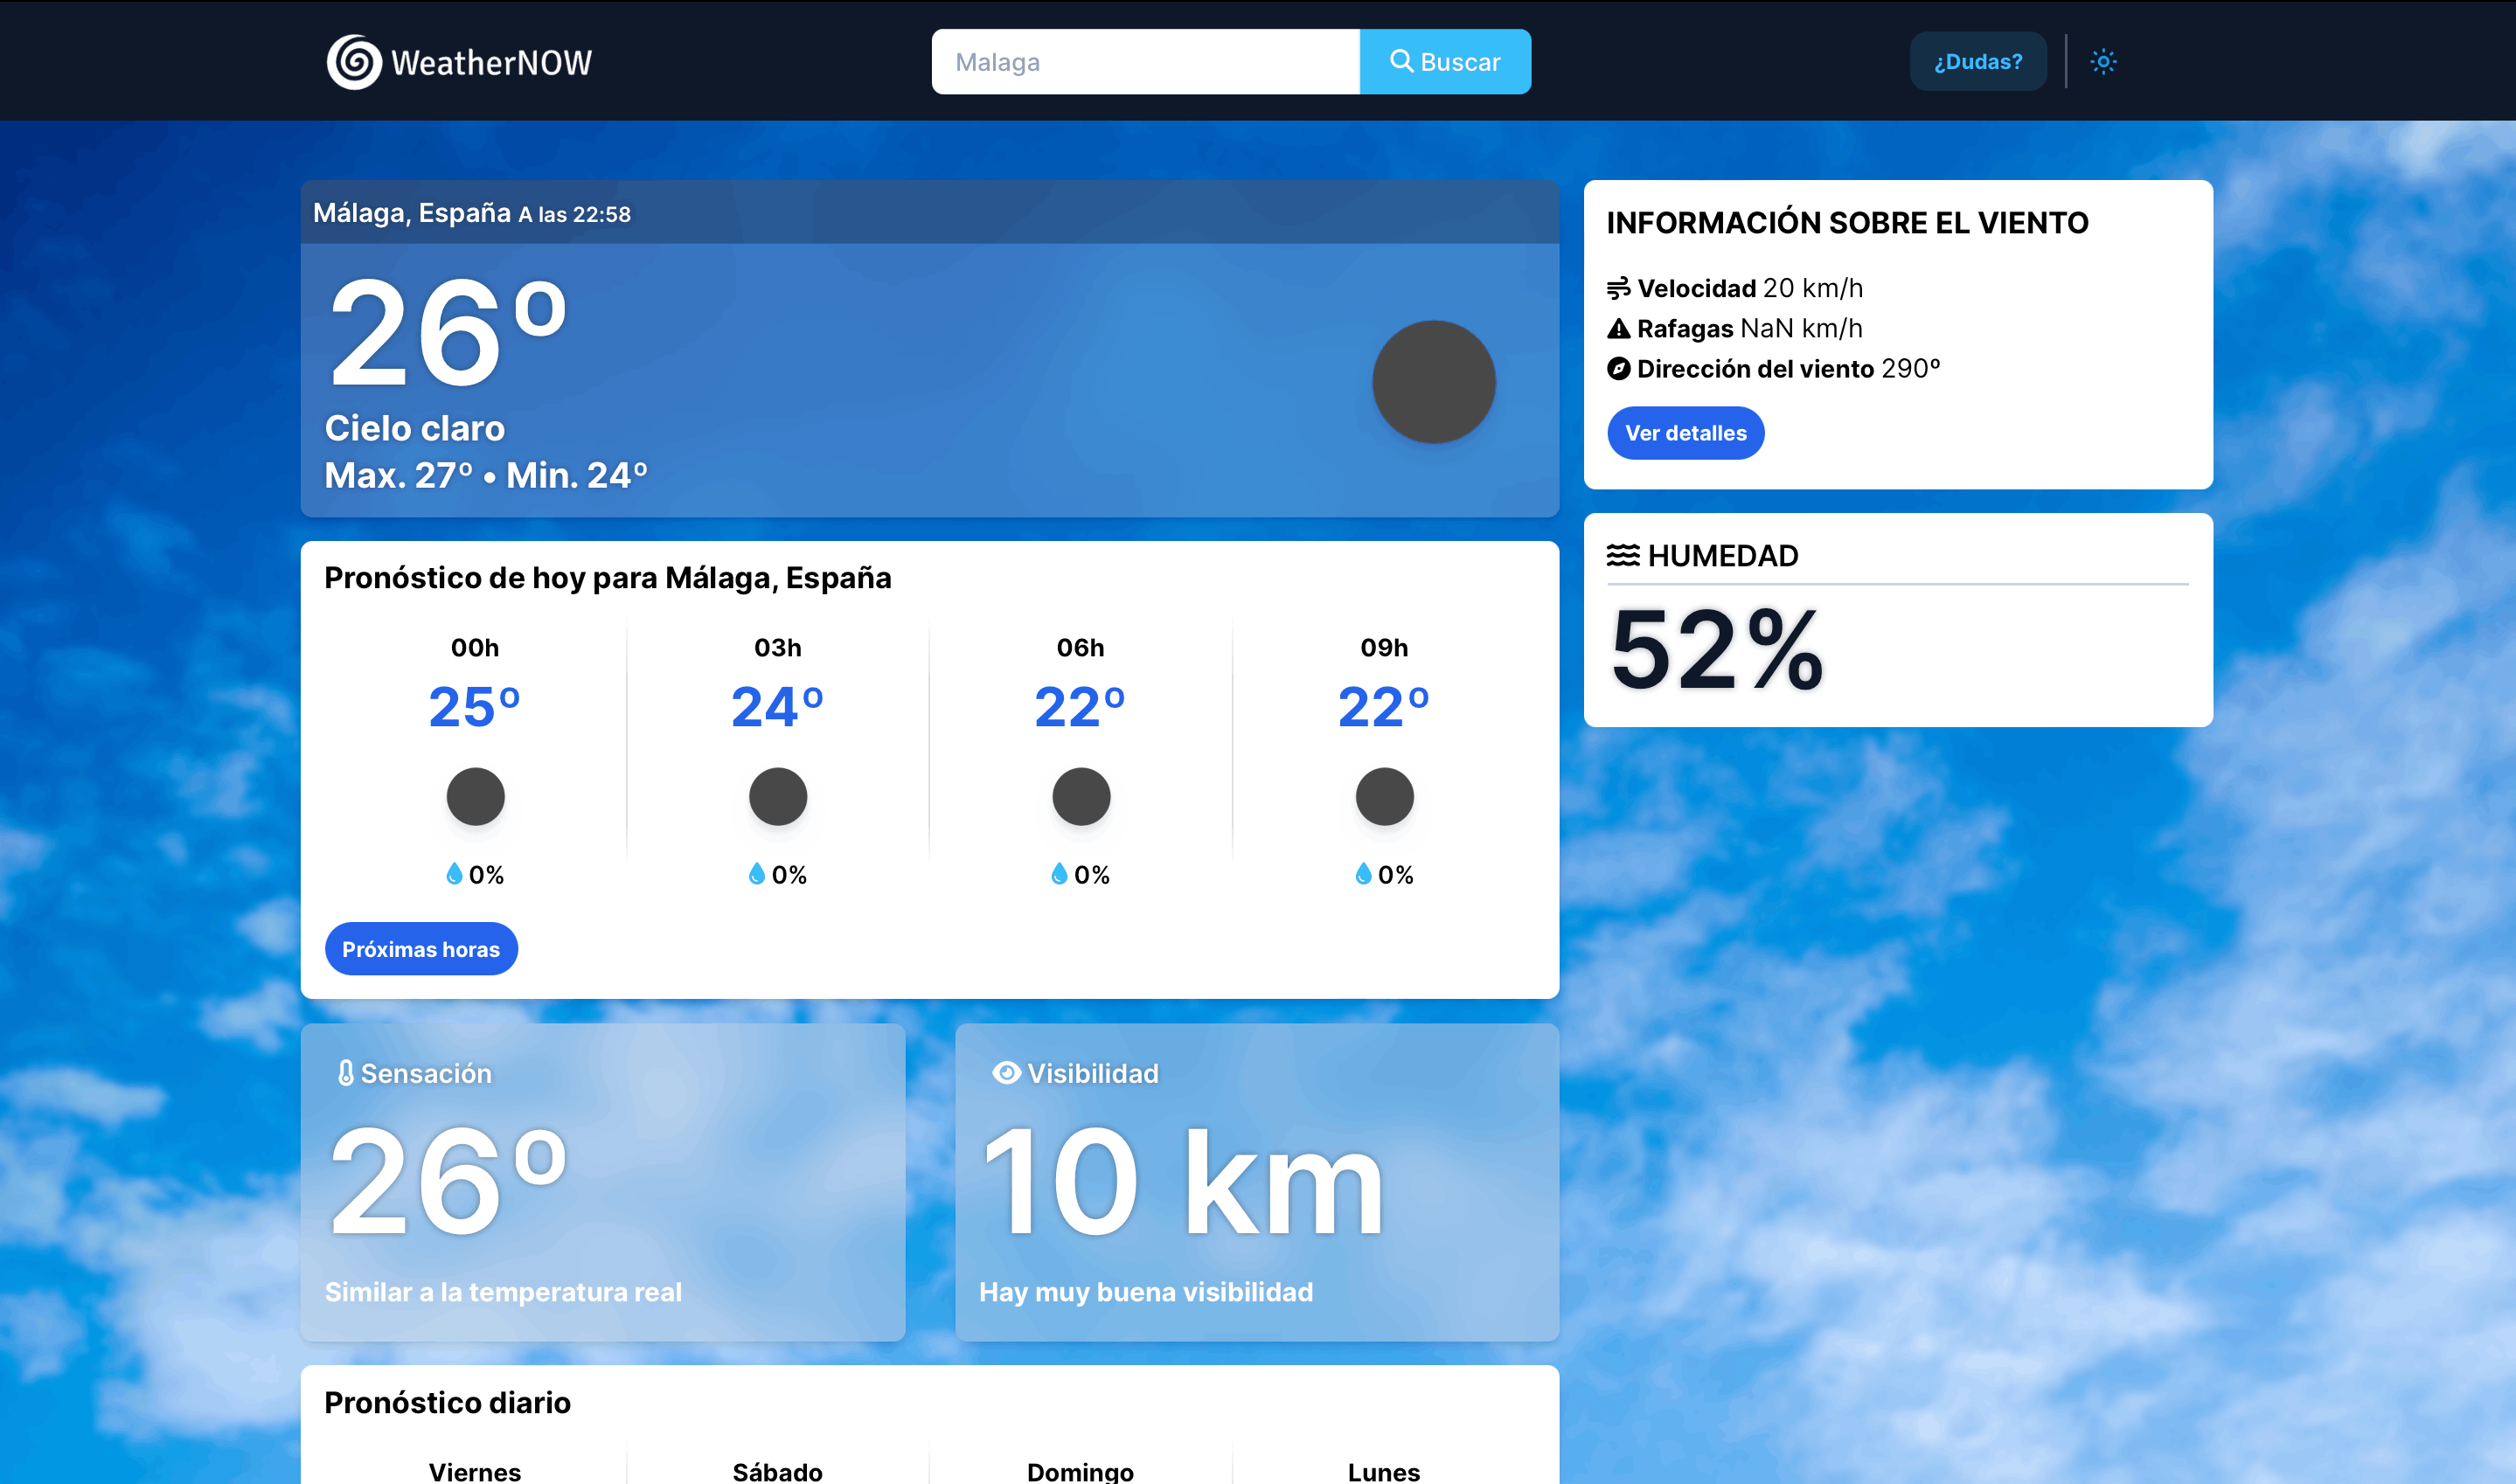 WeatherNOW
Malaga
Buscar
¿Dudas?
Málaga, España A las 22:58
26º
Cielo claro
Max. 27º • Min. 24º
Pronóstico de hoy para Málaga, España
00h 03h 06h 09h
25º 24º 22º 22º
0% 0% 0% 0%
Próximas horas
Sensación
26º
Similar a la temperatura real
Visibilidad
10 km
Hay muy buena visibilidad
Pronóstico diario
Viernes Sábado Domingo Lunes
INFORMACIÓN SOBRE EL VIENTO
Velocidad 20 km/h
Rafagas NaN km/h
Dirección del viento 290º
Ver detalles
HUMEDAD
52%